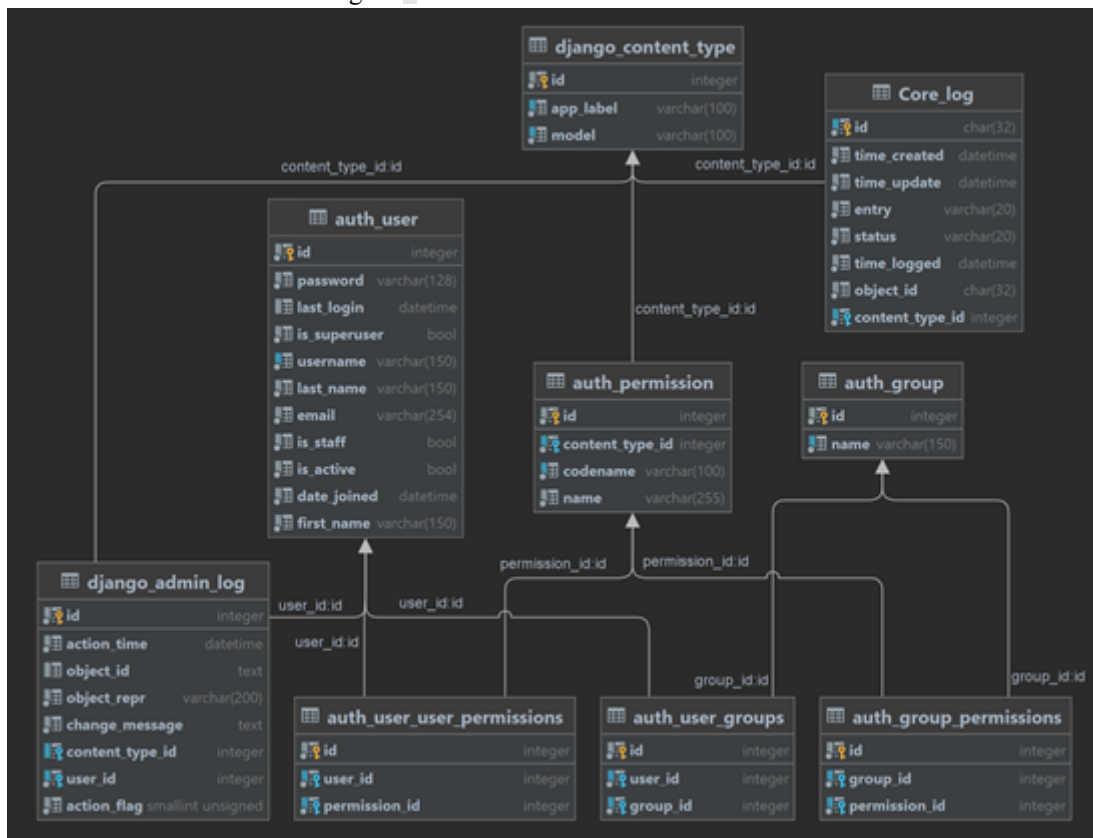 django_content_type
id integer
app_label varchar(100)
model varchar(100)
Core_log
id char(32)
time_created datetime
time_update datetime
entry varchar(20)
status varchar(20)
time_logged datetime
object_id char(32)
content_type_id integer
content_type_id:id
content_type_id:id
content_type_id:id
auth_user
id integer
password varchar(128)
last_login datetime
is_superuser bool
username varchar(150)
last_name varchar(150)
email varchar(254)
is_staff bool
is_active bool
date_joined datetime
first_name varchar(150)
auth_permission
id integer
content_type_id integer
codename varchar(100)
name varchar(255)
auth_group
id integer
name varchar(150)
permission_id:id
permission_id:id
django_admin_log
id integer
action_time datetime
object_id text
object_repr varchar(200)
change_message text
content_type_id integer
user_id integer
action_flag smallint unsigned
user_id:id
user_id:id
user_id:id
group_id:id
group_id:id
auth_user_user_permissions
id integer
user_id integer
permission_id integer
auth_user_groups
id integer
user_id integer
group_id integer
auth_group_permissions
id integer
group_id integer
permission_id integer